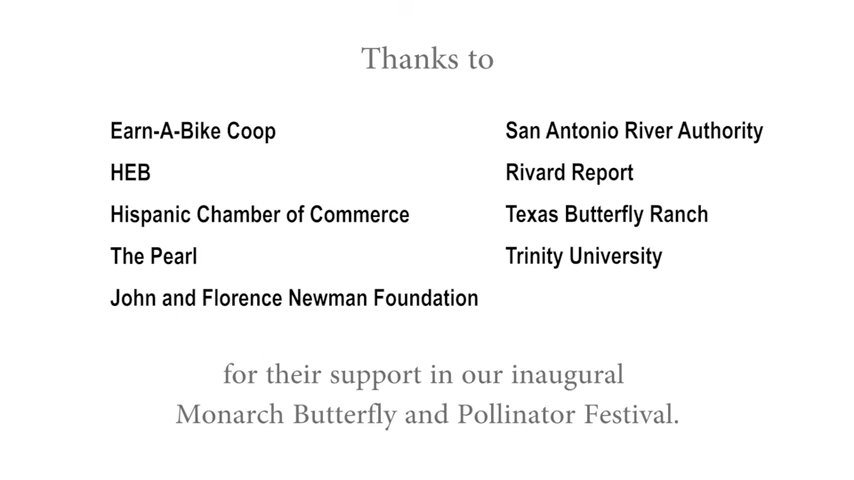 Thanks to
Earn-A-Bike Coop
HEB
Hispanic Chamber of Commerce
The Pearl
John and Florence Newman Foundation
San Antonio River Authority
Rivard Report
Texas Butterfly Ranch
Trinity University
for their support in our inaugural
Monarch Butterfly and Pollinator Festival.